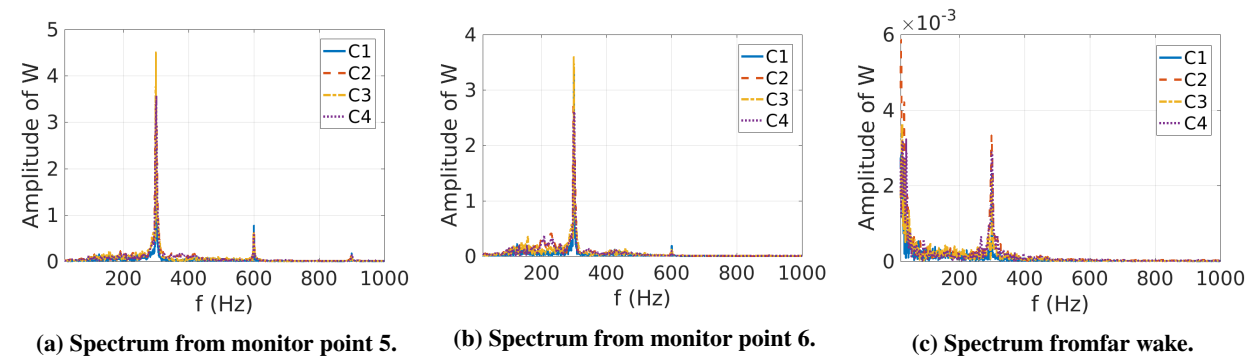 5
4
3
2
1
0
200 400 600 800 1000
f (Hz)
Amplitude of W
C1
C2
C3
C4
(a) Spectrum from monitor point 5.
4
3
2
1
0
200 400 600 800 1000
f (Hz)
Amplitude of W
C1
C2
C3
C4
(b) Spectrum from monitor point 6.
×10⁻³
6
4
2
0
200 400 600 800 1000
f (Hz)
Amplitude of W
C1
C2
C3
C4
(c) Spectrum fromfar wake.